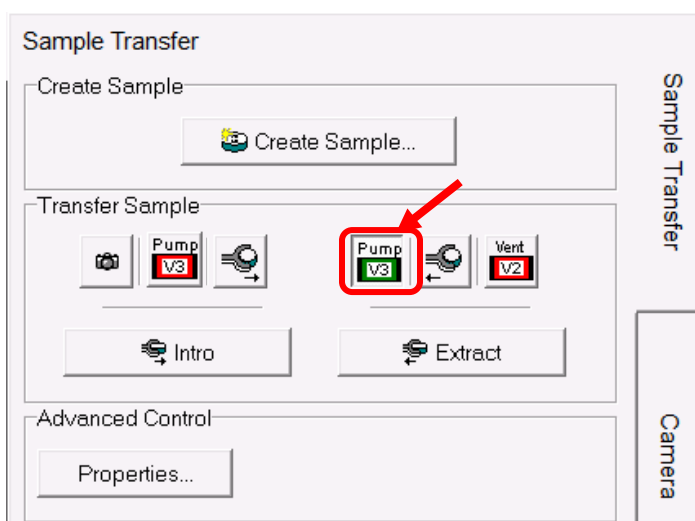 Sample Transfer
Create Sample
Create Sample...
Transfer Sample
Pump
V3
Pump
V3
Vent
V2
Intro
Extract
Advanced Control
Properties...
Sample Transfer
Camera